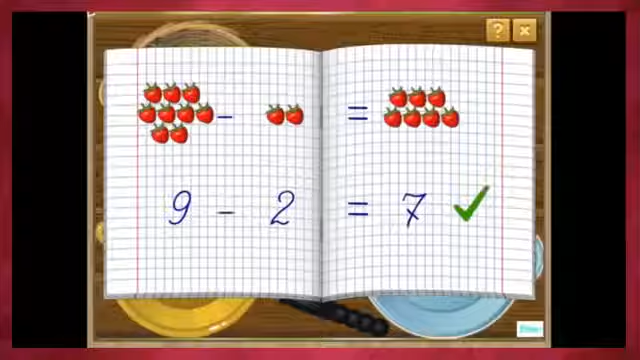 ? ×
- =
9 - 2 = 7 ✓